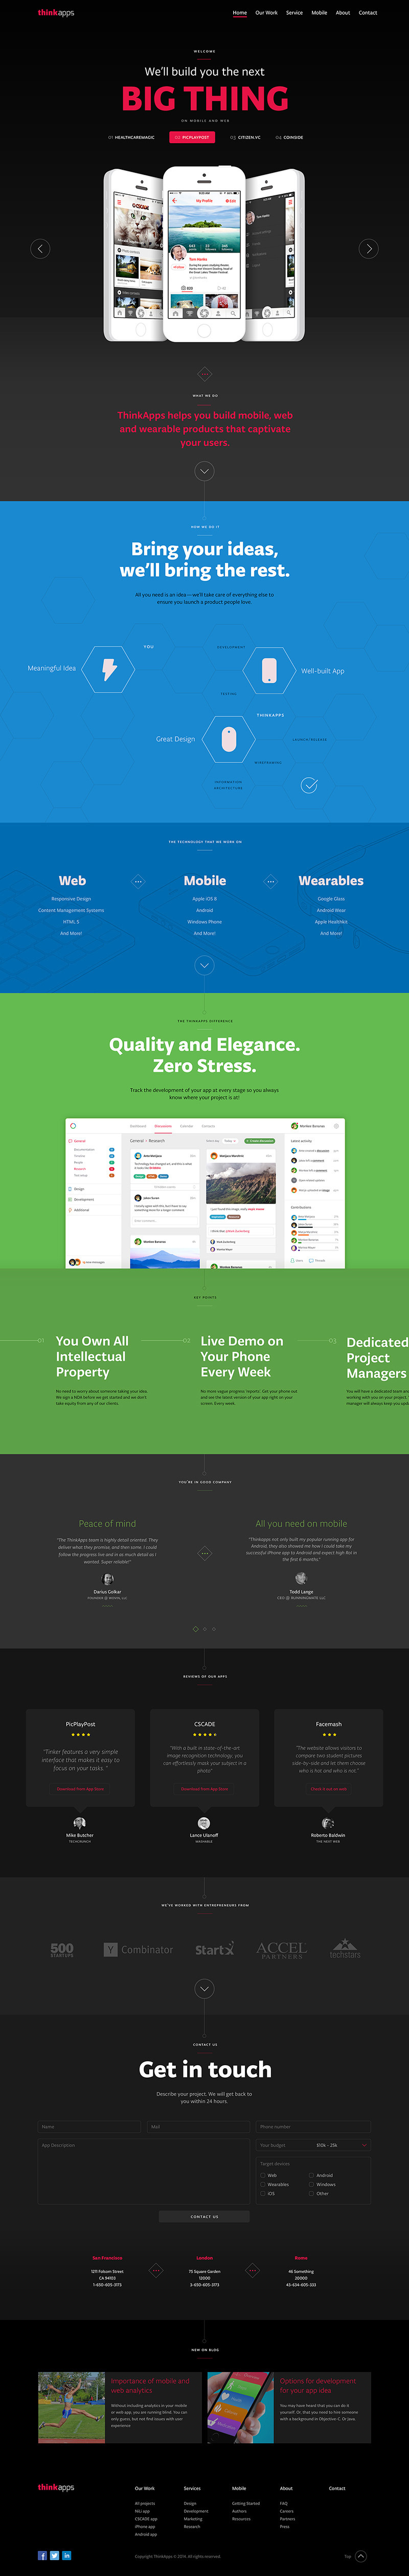 thinkapps
Home Our Work Service Mobile About Contact
WELCOME
We'll build you the next
BIG THING
ON MOBILE AND WEB
01 HEALTHCAREMAGIC 02 PICPLAYPOST 03 CITIZEN.VC 04 COINSIDE
My Profile
Edit
Tom Hanks
WHAT WE DO
ThinkApps helps you build mobile, web
and wearable products that captivate
your users.
HOW WE DO IT
Bring your ideas,
we'll bring the rest.
All you need is an idea—we'll take care of everything else to
ensure you launch a product people love.
YOU
DEVELOPMENT
Meaningful Idea
Well-built App
TESTING
THINKAPPS
Great Design
WIREFRAMING
INFORMATION
ARCHITECTURE
THE TECHNOLOGY THAT WE WORK ON
Web
Responsive Design
Content Management Systems
HTML 5
And More!
Mobile
Apple iOS 8
Android
Windows Phone
And More!
Wearables
Google Glass
Android Wear
Apple Healthkit
And More!
THE THINKAPPS DIFFERENCE
Quality and Elegance.
Zero Stress.
Track the development of your app at every stage so you always
know where your project is at!
Dashboard Discussions Calendar Contacts
General
General › Research
Design
Development
Additional
KEY POINTS
01
You Own All
Intellectual
Property
No need to worry about someone taking your idea.
We sign a NDA before we get started and we don't
take equity from any of our clients.
02
Live Demo on
Your Phone
Every Week
No more vague progress 'reports'. Get your phone out
and see the latest version of your app right on your
screen. Every week.
03
Dedicated
Project
Managers
You will have a dedicated team
working with you on your project.
manager will always keep you
YOU'RE IN GOOD COMPANY
Peace of mind
"The ThinkApps team is highly detail oriented. They
deliver what they promise, and then some. I could
follow the progress live and in as much detail as I
wanted. Super reliable!"
Darius Golkar
All you need on mobile
"Thinkapps not only built my popular running app for
Android, they also showed me how I could take my
successful iPhone app to Android and expect high RoI in
the first 6 months."
Todd Lange
CEO @ RUNNINGMATE LLC
REVIEWS OF OUR APPS
PicPlayPost
"Tinker features a very simple
interface that makes it easy to
focus on your tasks. "
Download from App Store
Mike Butcher
TECHCRUNCH
CSCADE
"With a built in state-of-the-art
image recognition technology, you
can effortlessly mask your subject in a
photo"
Download from App Store
Lance Ulanoff
MASHABLE
Facemash
"The website allows visitors to
compare two student pictures
side-by-side and let them choose
who is hot and who is not."
Check it out on web
Roberto Baldwin
THE NEXT WEB
WE'VE WORKED WITH ENTREPRENEURS FROM
500
STARTUPS
Y Combinator
StartX
ACCEL
PARTNERS
techstars
CONTACT US
Get in touch
Describe your project. We will get back to
you within 24 hours.
Name
Mail
Phone number
App Description
Your budget
$10k - 25k
Target devices
Web Android
Wearables Windows
iOS Other
CONTACT US
San-Francisco
1211 Folsom Street
CA 94103
1-650-605-3173
London
75 Square Garden
12000
2-650-605-3173
Rome
46 Something
20900
43-634-605-333
NEW ON BLOG
Importance of mobile and
web analytics
Without including analytics in your mobile
or web app, you are running blind. You can
only guess, but not find issues with user
experience
Options for development
for your app idea
You may have heard that you can do it
yourself. Or, that you need to hire someone
with a background in Objective-C. Or Java.
thinkapps
Our Work
All projects
NLI app
CSCADE app
iPhone app
Android app
Services
Design
Development
Marketing
Research
Mobile
Getting Started
Authors
Resources
About
FAQ
Careers
Partners
Press
Contact
Copyright ThinkApps © 2014. All rights reserved.
Top